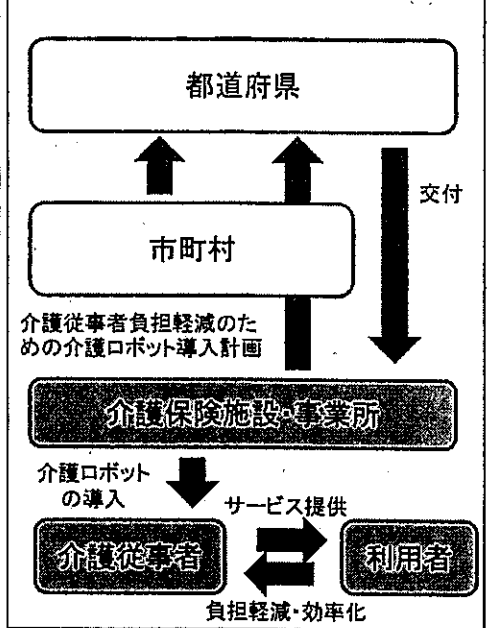 都道府県
交付
市町村
介護従事者負担軽減のた
めの介護ロボット導入計画
介護保険施設・事業所
介護ロボット
の導入
サービス提供
介護従事者
利用者
負担軽減・効率化